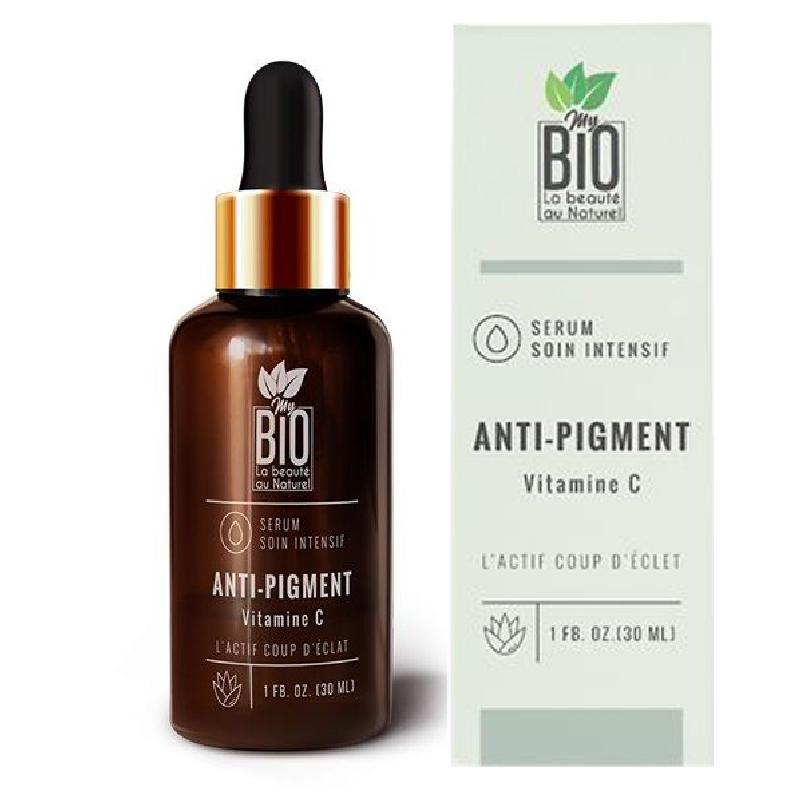 My
BIO
La beauté
au Naturel
SERUM
SOIN INTENSIF
ANTI-PIGMENT
Vitamine C
L'ACTIF COUP D'ÉCLAT
1 FB. OZ. (30 ML)
My
BIO
La beauté
au Naturel
SERUM
SOIN INTENSIF
ANTI-PIGMENT
Vitamine C
L'ACTIF COUP D'ÉCLET
1 FB. OZ.(30 ML)